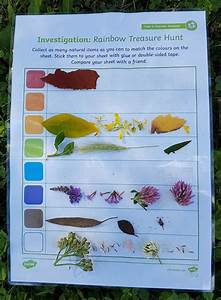 Investigation: Rainbow Treasure Hunt
Collect as many natural items as you can to match the colours on the
sheet. Stick them to your sheet with glue or double-sided tape.
Compare your sheet with a friend.